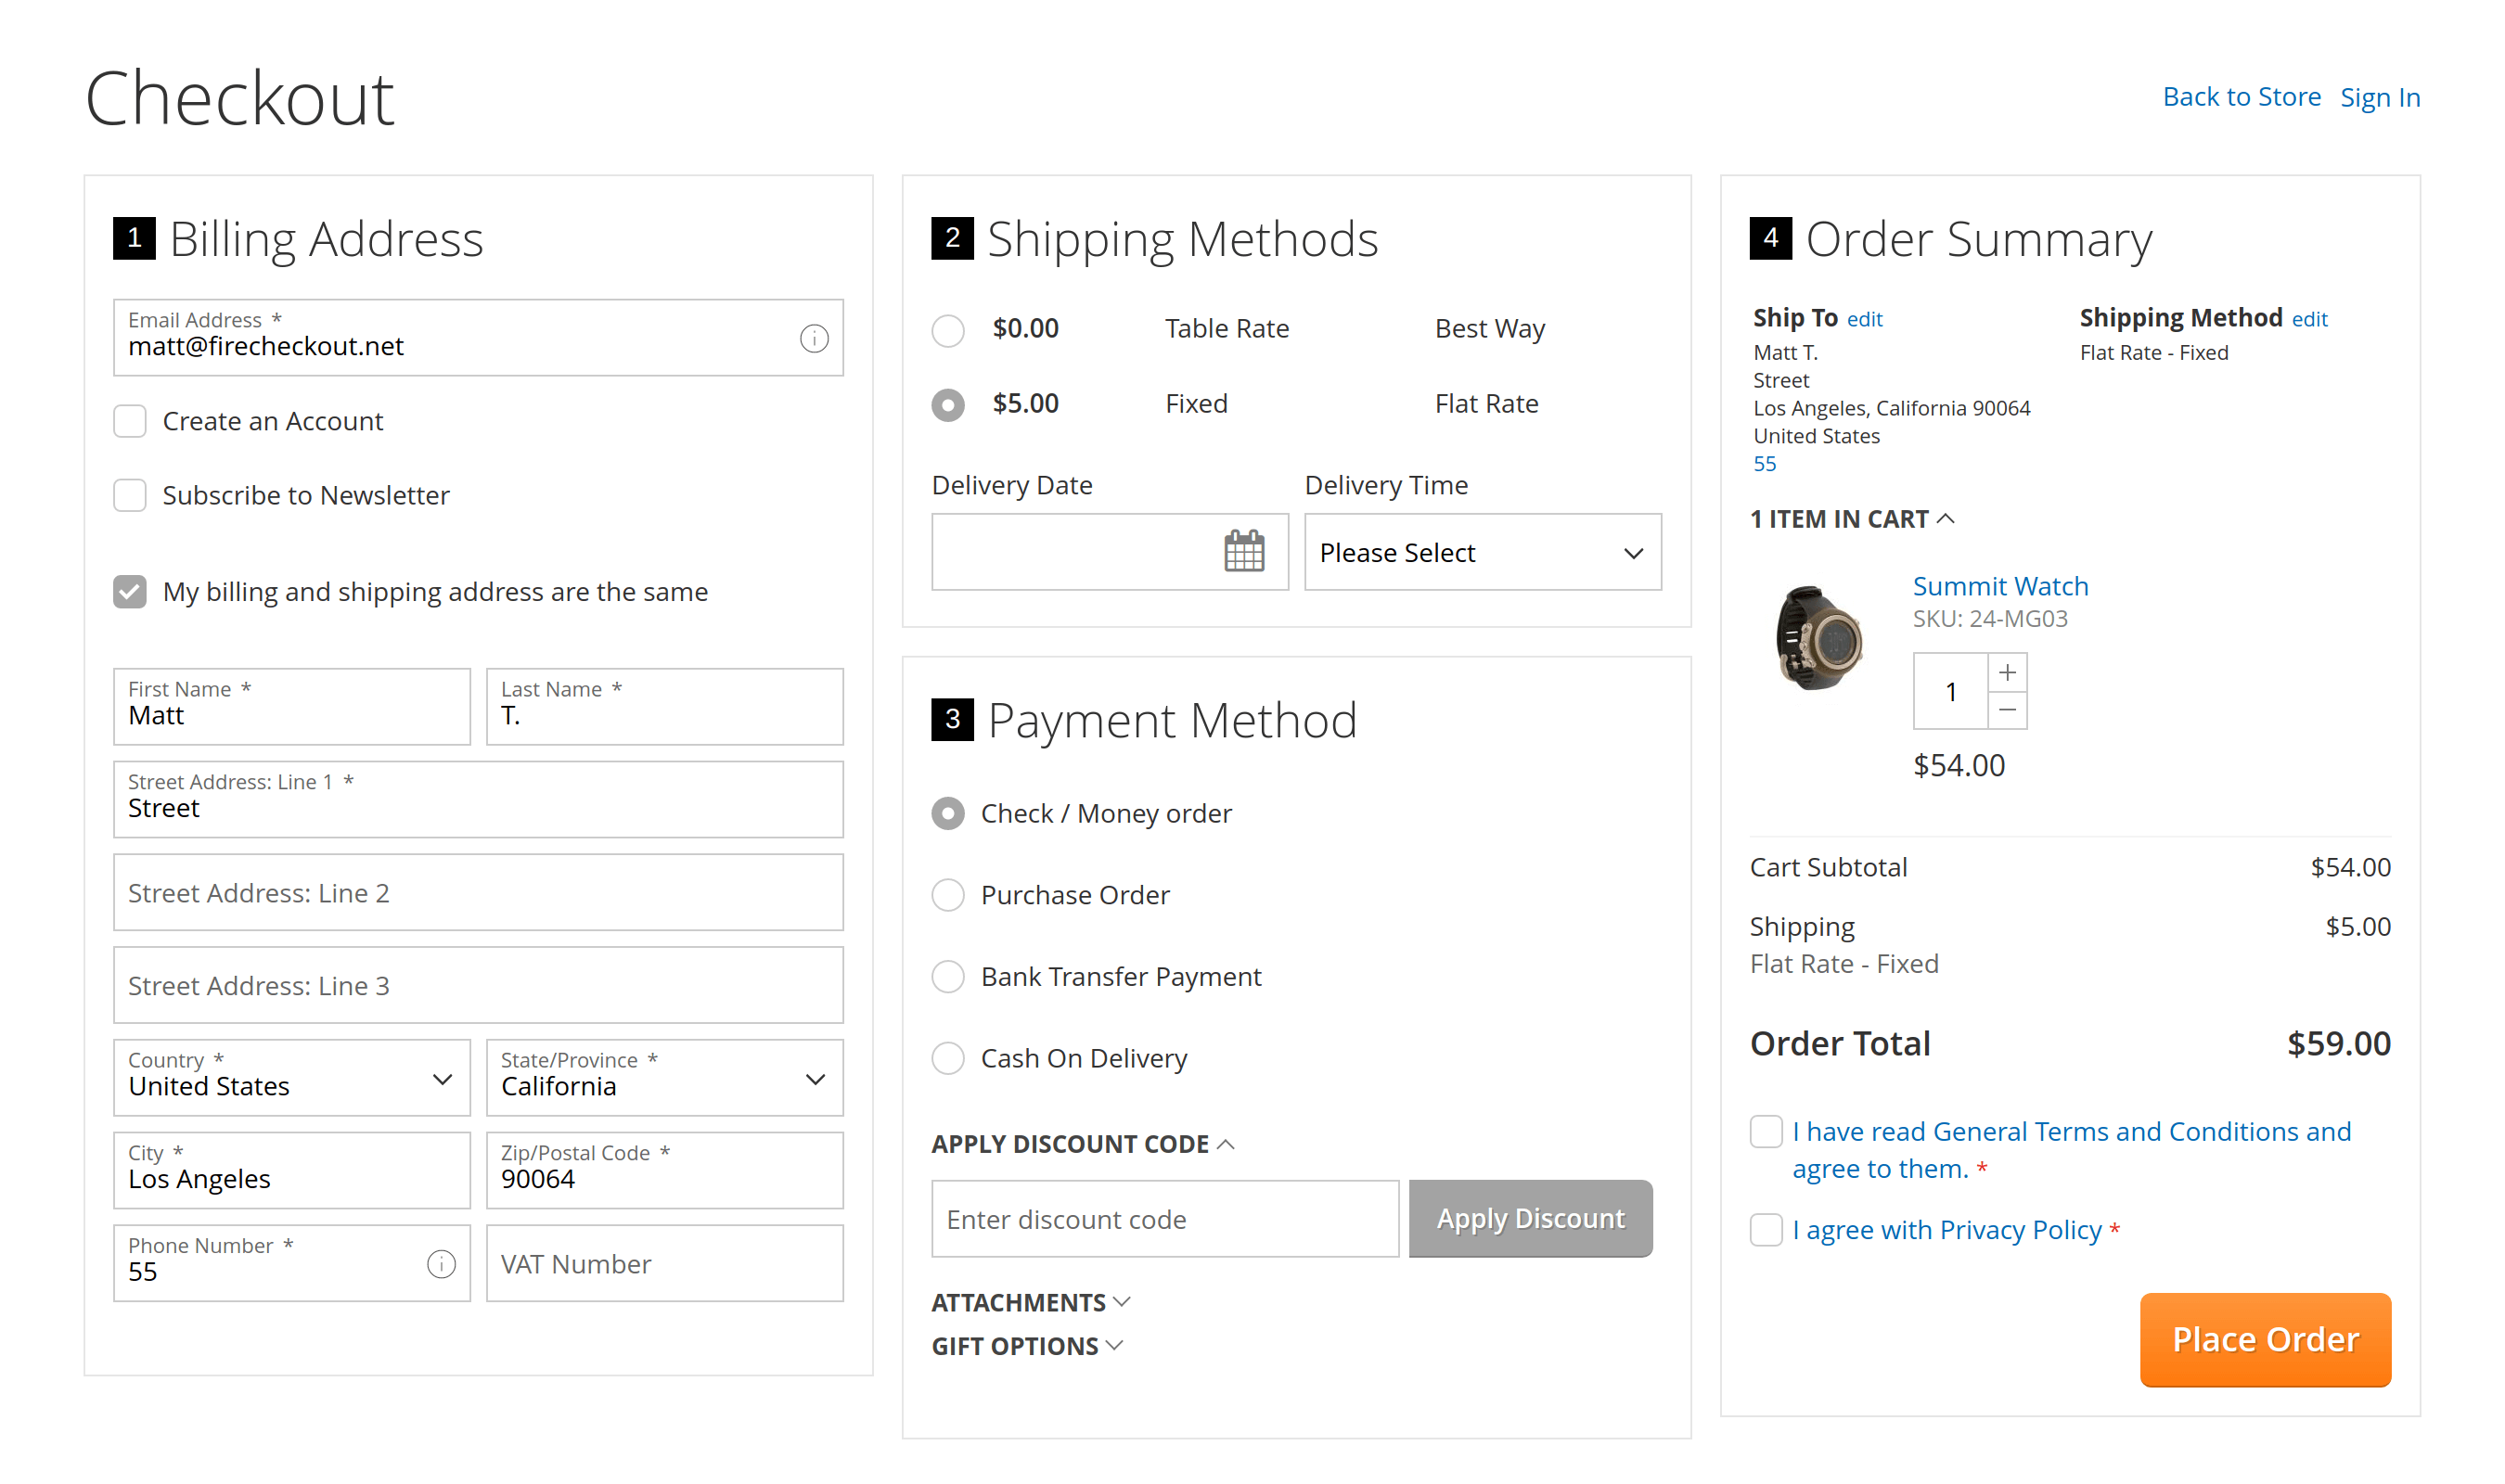 Checkout
Back to Store Sign In
1 Billing Address
Email Address *
matt@firecheckout.net
Create an Account
Subscribe to Newsletter
My billing and shipping address are the same
First Name *
Matt
Last Name *
T.
Street Address: Line 1 *
Street
Street Address: Line 2
Street Address: Line 3
Country *
United States
State/Province *
California
City *
Los Angeles
Zip/Postal Code *
90064
Phone Number *
55
VAT Number
2 Shipping Methods
$0.00 Table Rate Best Way
$5.00 Fixed Flat Rate
Delivery Date
Delivery Time
Please Select
3 Payment Method
Check / Money order
Purchase Order
Bank Transfer Payment
Cash On Delivery
APPLY DISCOUNT CODE
Enter discount code
Apply Discount
ATTACHMENTS
GIFT OPTIONS
4 Order Summary
Ship To edit
Matt T.
Street
Los Angeles, California 90064
United States
55
Shipping Method edit
Flat Rate - Fixed
1 ITEM IN CART
Summit Watch
SKU: 24-MG03
1
$54.00
Cart Subtotal $54.00
Shipping $5.00
Flat Rate - Fixed
Order Total $59.00
I have read General Terms and Conditions and
agree to them. *
I agree with Privacy Policy *
Place Order